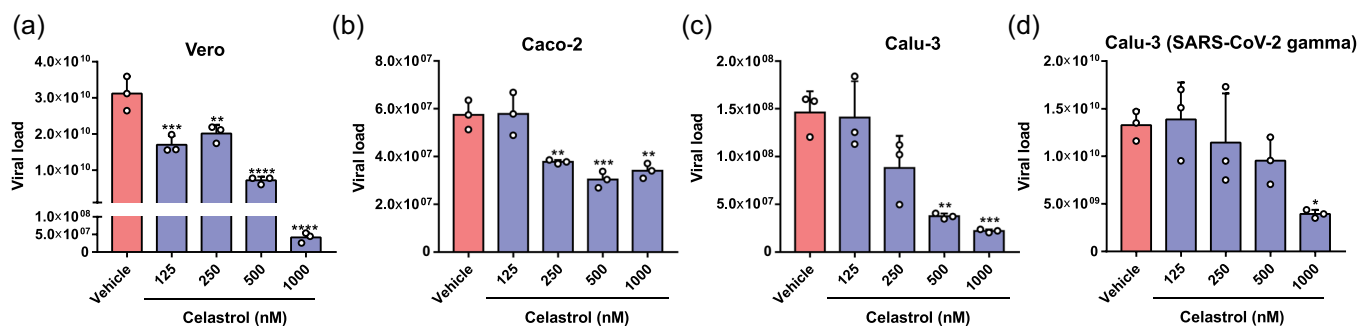 (a)
Vero
Viral load
4.0×10¹⁰
3.0×10¹⁰
2.0×10¹⁰
1.0×10¹⁰
1.0×10⁰⁸
5.0×10⁰⁷
0
***
**
****
****
Vehicle
125
250
500
1000
Celastrol (nM)
(b)
Caco-2
Viral load
8.0×10⁰⁷
6.0×10⁰⁷
4.0×10⁰⁷
2.0×10⁰⁷
0
**
***
**
Vehicle
125
250
500
1000
Celastrol (nM)
(c)
Calu-3
Viral load
2.0×10⁰⁸
1.5×10⁰⁸
1.0×10⁰⁸
5.0×10⁰⁷
0
**
***
Vehicle
125
250
500
1000
Celastrol (nM)
(d)
Calu-3 (SARS-CoV-2 gamma)
Viral load
2.0×10¹⁰
1.5×10¹⁰
1.0×10¹⁰
5.0×10⁰⁹
0
*
Vehicle
125
250
500
1000
Celastrol (nM)